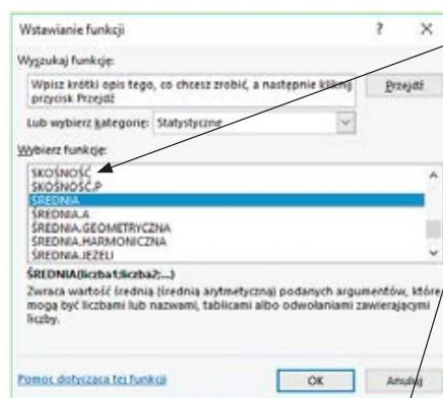 Wstawianie funkcji ? ×
Wyszukaj funkcję:
Wpisz krótki opis tego, co chcesz zrobić, a następnie kliknij
przycisk Przejdź
Przejdź
Lub wybierz kategorię: Statystyczne
Wybierz funkcję:
SKOŚNOŚĆ
SKOŚNOŚĆ.P
ŚREDNIA
ŚREDNIA.A
ŚREDNIA.GEOMETRYCZNA
ŚREDNIA.HARMONICZNA
ŚREDNIA.JEŻELI
ŚREDNIA(liczba1;liczba2;...)
Zwraca wartość średnią (średnią arytmetyczną) podanych argumentów, które
mogą być liczbami lub nazwami, tablicami albo odwołaniami zawierającymi
liczby.
Pomoc dotycząca tej funkcji
OK
Anuluj